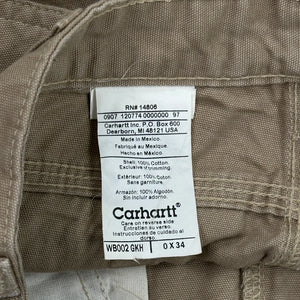 RN# 14806
0907 120774 0000000 97
Carhartt Inc. P.O. Box 600
Dearborn, MI 48121 USA
Made in Mexico.
Fabriqué au Mexique
Hecho en México.
Shell: 100% Cotton.
Exclusive of trimming.
Extérieur: 100% Coton.
Sans garniture.
Armazón: 100% Algodón.
Sin incluir adorno.
Carhartt
Care on reverse side
Entretien au verso
Instrucciones de cuidado al
dorso.
WB002 GKH 0 X 34